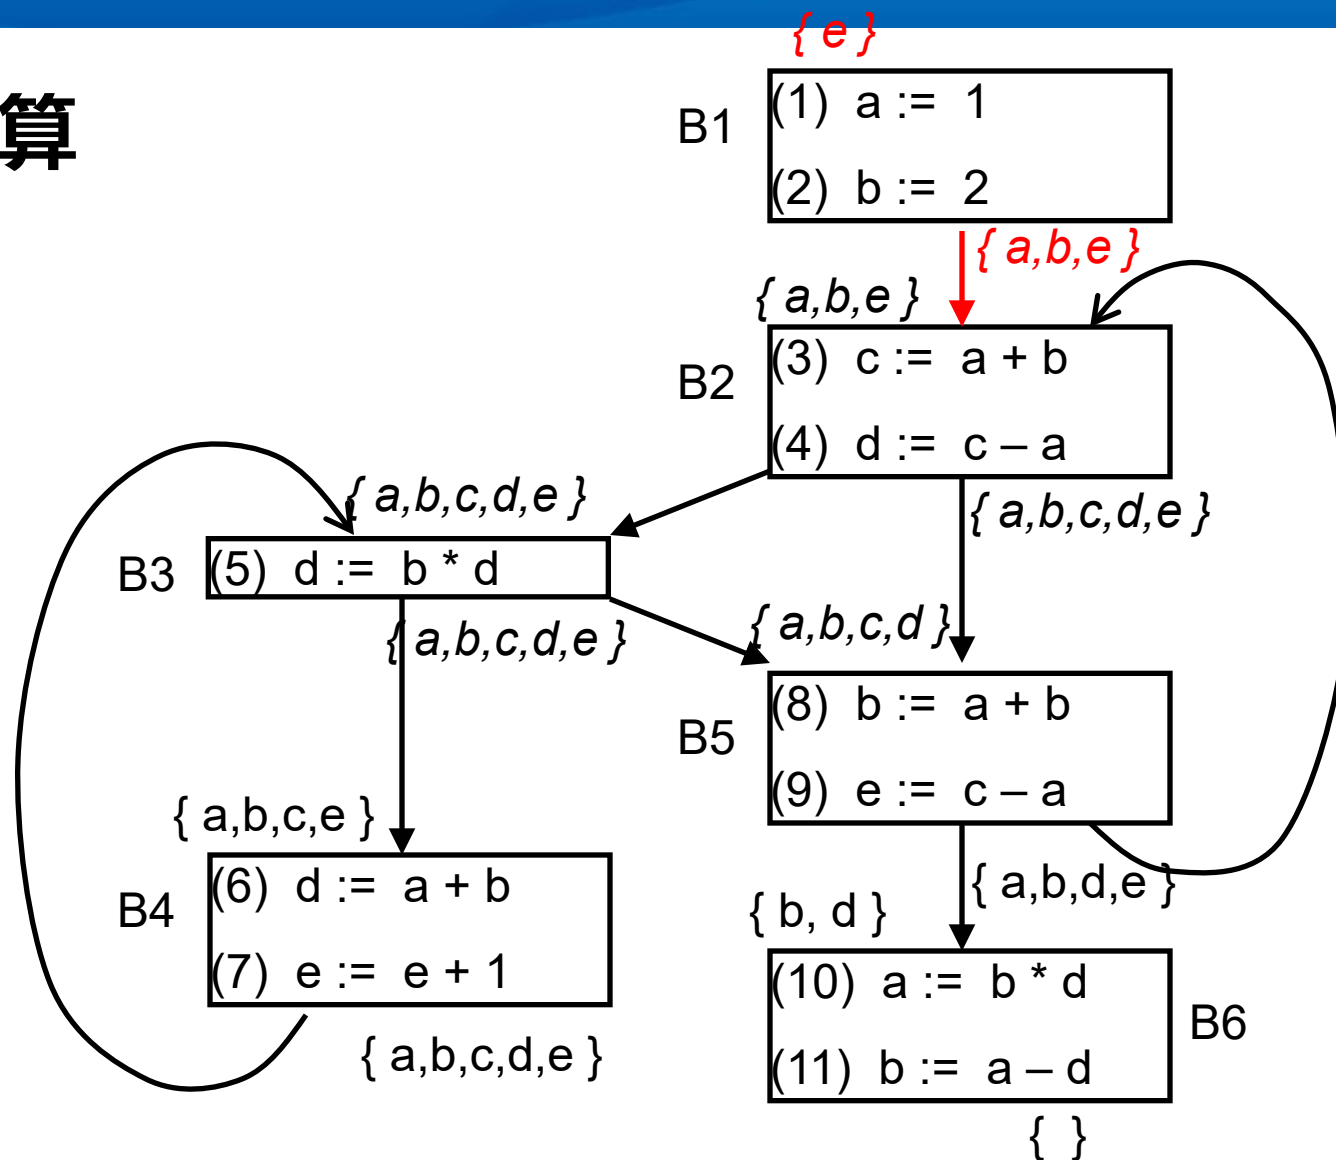 { e }
算
B1
(1) a := 1
(2) b := 2
{ a,b,e }
{ a,b,e }
B2
(3) c := a + b
(4) d := c – a
{ a,b,c,d,e }
{ a,b,c,d,e }
B3
(5) d := b * d
{ a,b,c,d,e }
{ a,b,c,d }
B5
(8) b := a + b
(9) e := c – a
{ a,b,c,e }
B4
(6) d := a + b
(7) e := e + 1
{ a,b,c,d,e }
{ a,b,d,e }
{ b, d }
(10) a := b * d
(11) b := a – d
B6
{ }